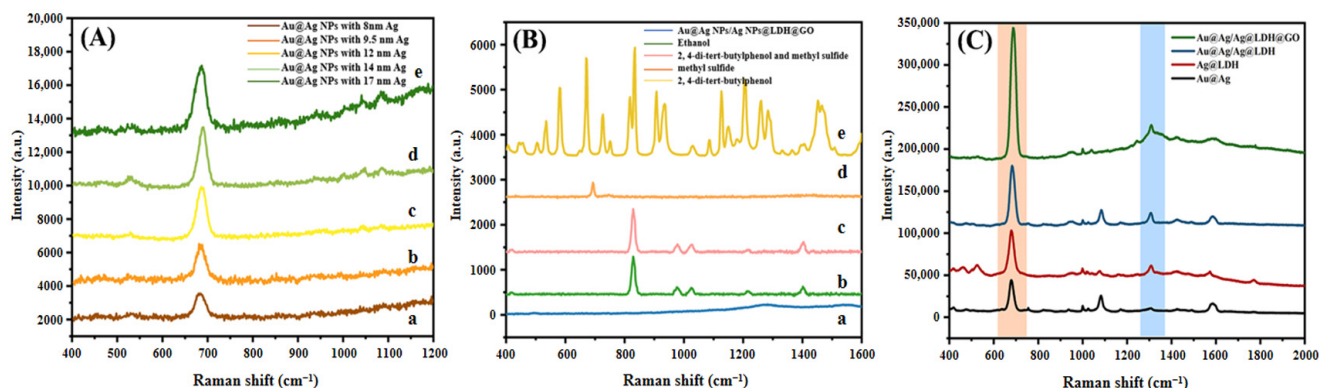 (A)
Au@Ag NPs with 8nm Ag
Au@Ag NPs with 9.5 nm Ag
Au@Ag NPs with 12 nm Ag
Au@Ag NPs with 14 nm Ag
Au@Ag NPs with 17 nm Ag
20,000
18,000
16,000
14,000
12,000
10,000
8000
6000
4000
2000
Intensity (a.u.)
e
d
c
b
a
400 500 600 700 800 900 1000 1100 1200
Raman shift (cm⁻¹)
(B)
Au@Ag NPs/Ag NPs@LDH@GO
Ethanol
2, 4-di-tert-butylphenol and methyl sulfide
methyl sulfide
2, 4-di-tert-butylphenol
6000
5000
4000
3000
2000
1000
0
Intensity (a.u.)
e
d
c
b
a
400 600 800 1000 1200 1400 1600
Raman shift (cm⁻¹)
(C)
Au@Ag/Ag@LDH@GO
Au@Ag/Ag@LDH
Ag@LDH
Au@Ag
350,000
300,000
250,000
200,000
150,000
100,000
50,000
0
Intensity (a.u.)
400 600 800 1000 1200 1400 1600 1800 2000
Raman shift (cm⁻¹)